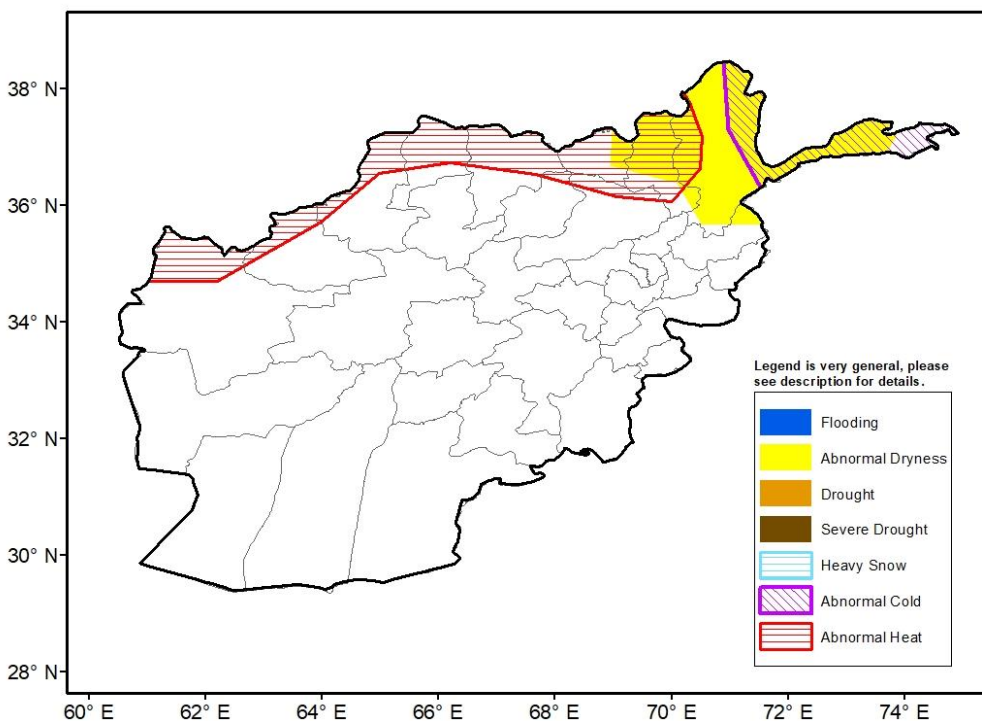 38° N
36° N
34° N
32° N
30° N
28° N
60° E
62° E
64° E
66° E
68° E
70° E
72° E
74° E
Legend is very general, please
see description for details.
Flooding
Abnormal Dryness
Drought
Severe Drought
Heavy Snow
Abnormal Cold
Abnormal Heat